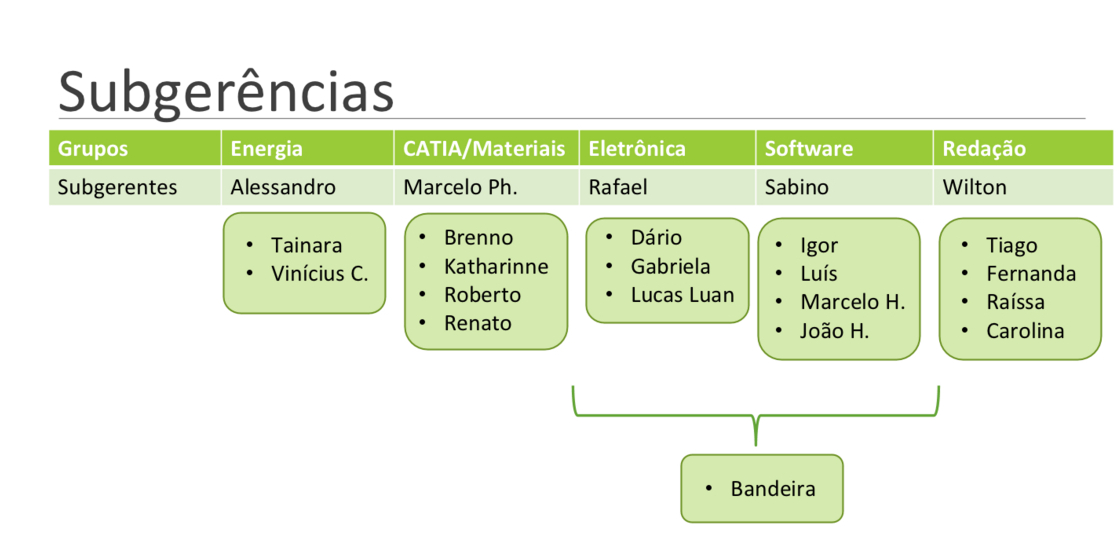 Subgerências
Grupos Energia CATIA/Materiais Eletrônica Software Redação
Subgerentes Alessandro Marcelo Ph. Rafael Sabino Wilton
• Tainara
• Vinícius C.
• Brenno
• Katharinne
• Roberto
• Renato
• Dário
• Gabriela
• Lucas Luan
• Igor
• Luís
• Marcelo H.
• João H.
• Tiago
• Fernanda
• Raíssa
• Carolina
• Bandeira